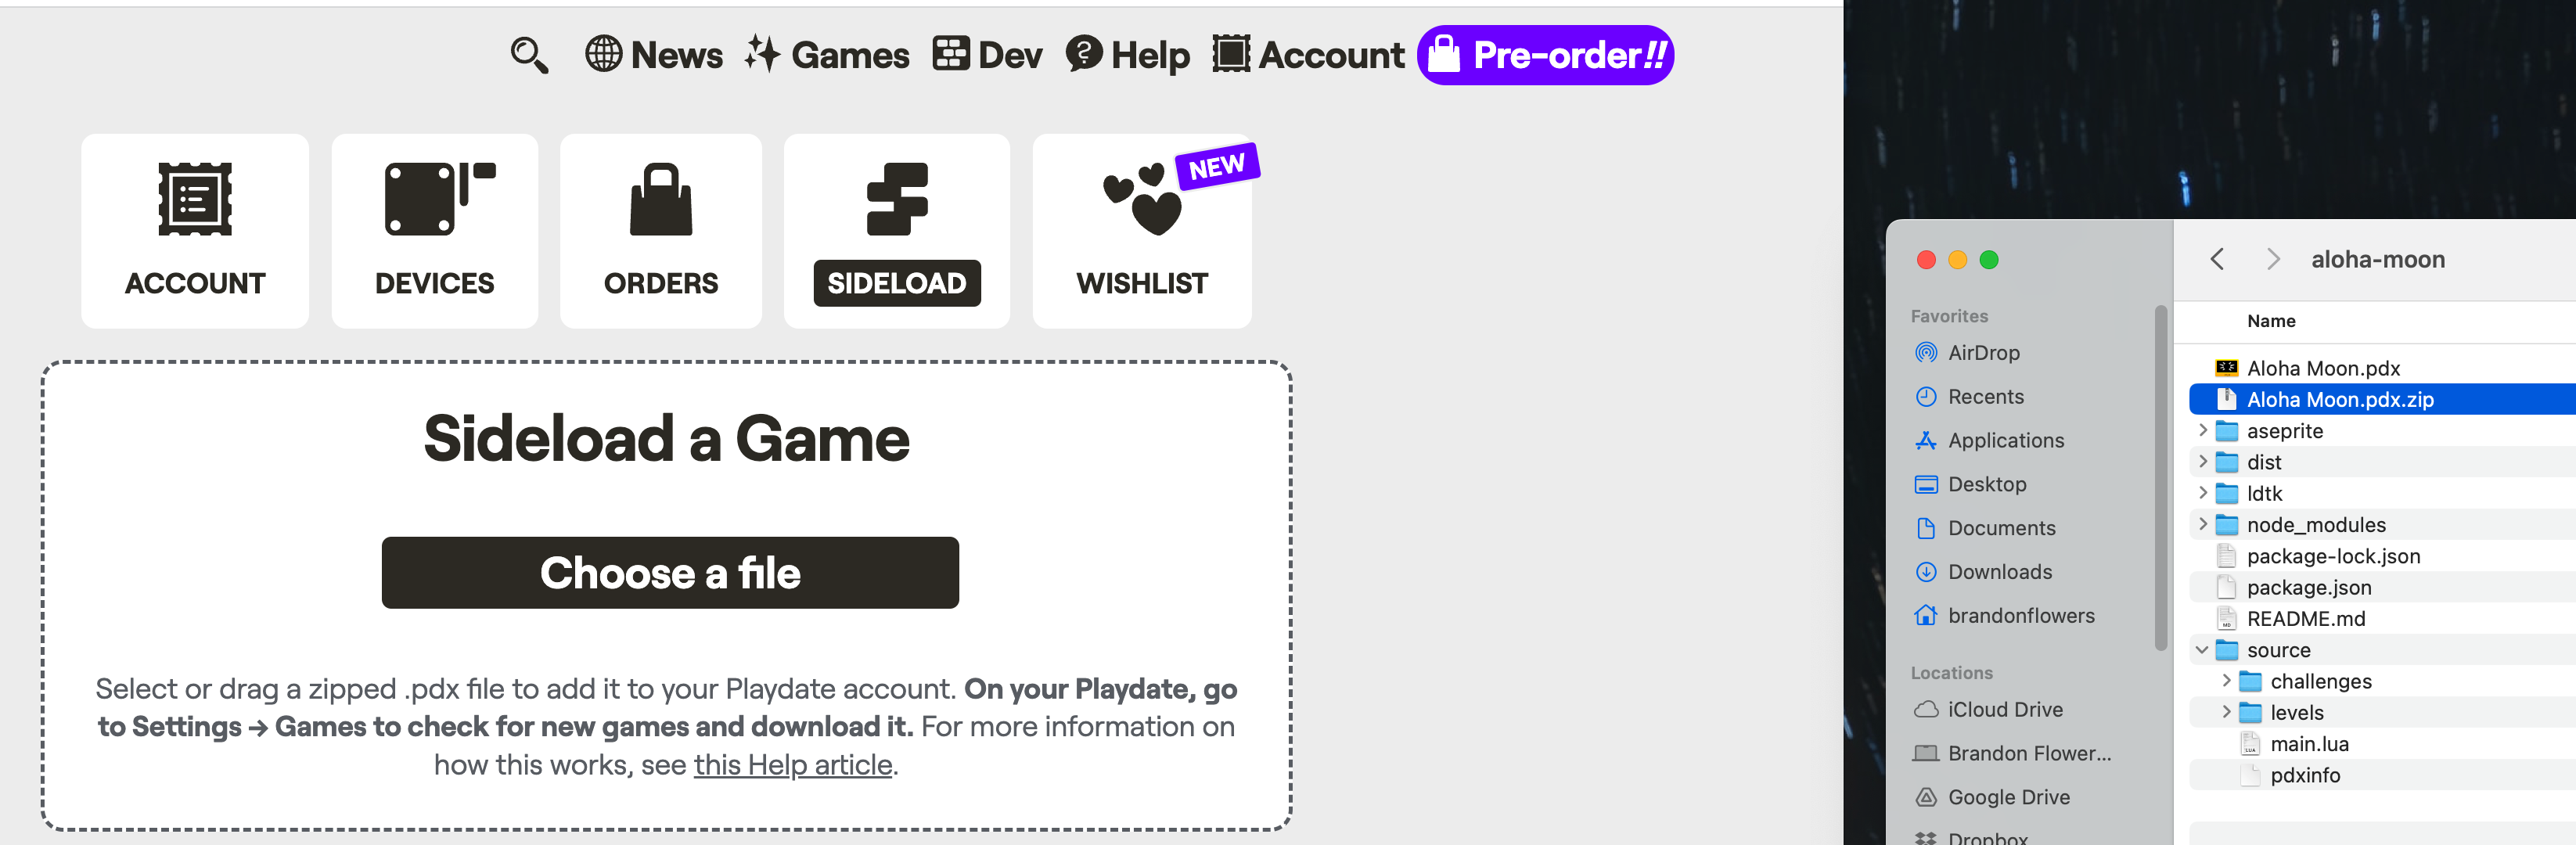 News Games Dev Help Account Pre-order!!
ACCOUNT
DEVICES
ORDERS
SIDELOAD
NEW
WISHLIST
Sideload a Game
Choose a file
Select or drag a zipped .pdx file to add it to your Playdate account. On your Playdate, go
to Settings → Games to check for new games and download it. For more information on
how this works, see this Help article.
Favorites
AirDrop
Recents
Applications
Desktop
Documents
Downloads
brandonflowers
Locations
iCloud Drive
Brandon Flower...
Google Drive
Dropbox
aloha-moon
Name
Aloha Moon.pdx
Aloha Moon.pdx.zip
aseprite
dist
ldtk
node_modules
package-lock.json
package.json
README.md
source
challenges
levels
main.lua
pdxinfo